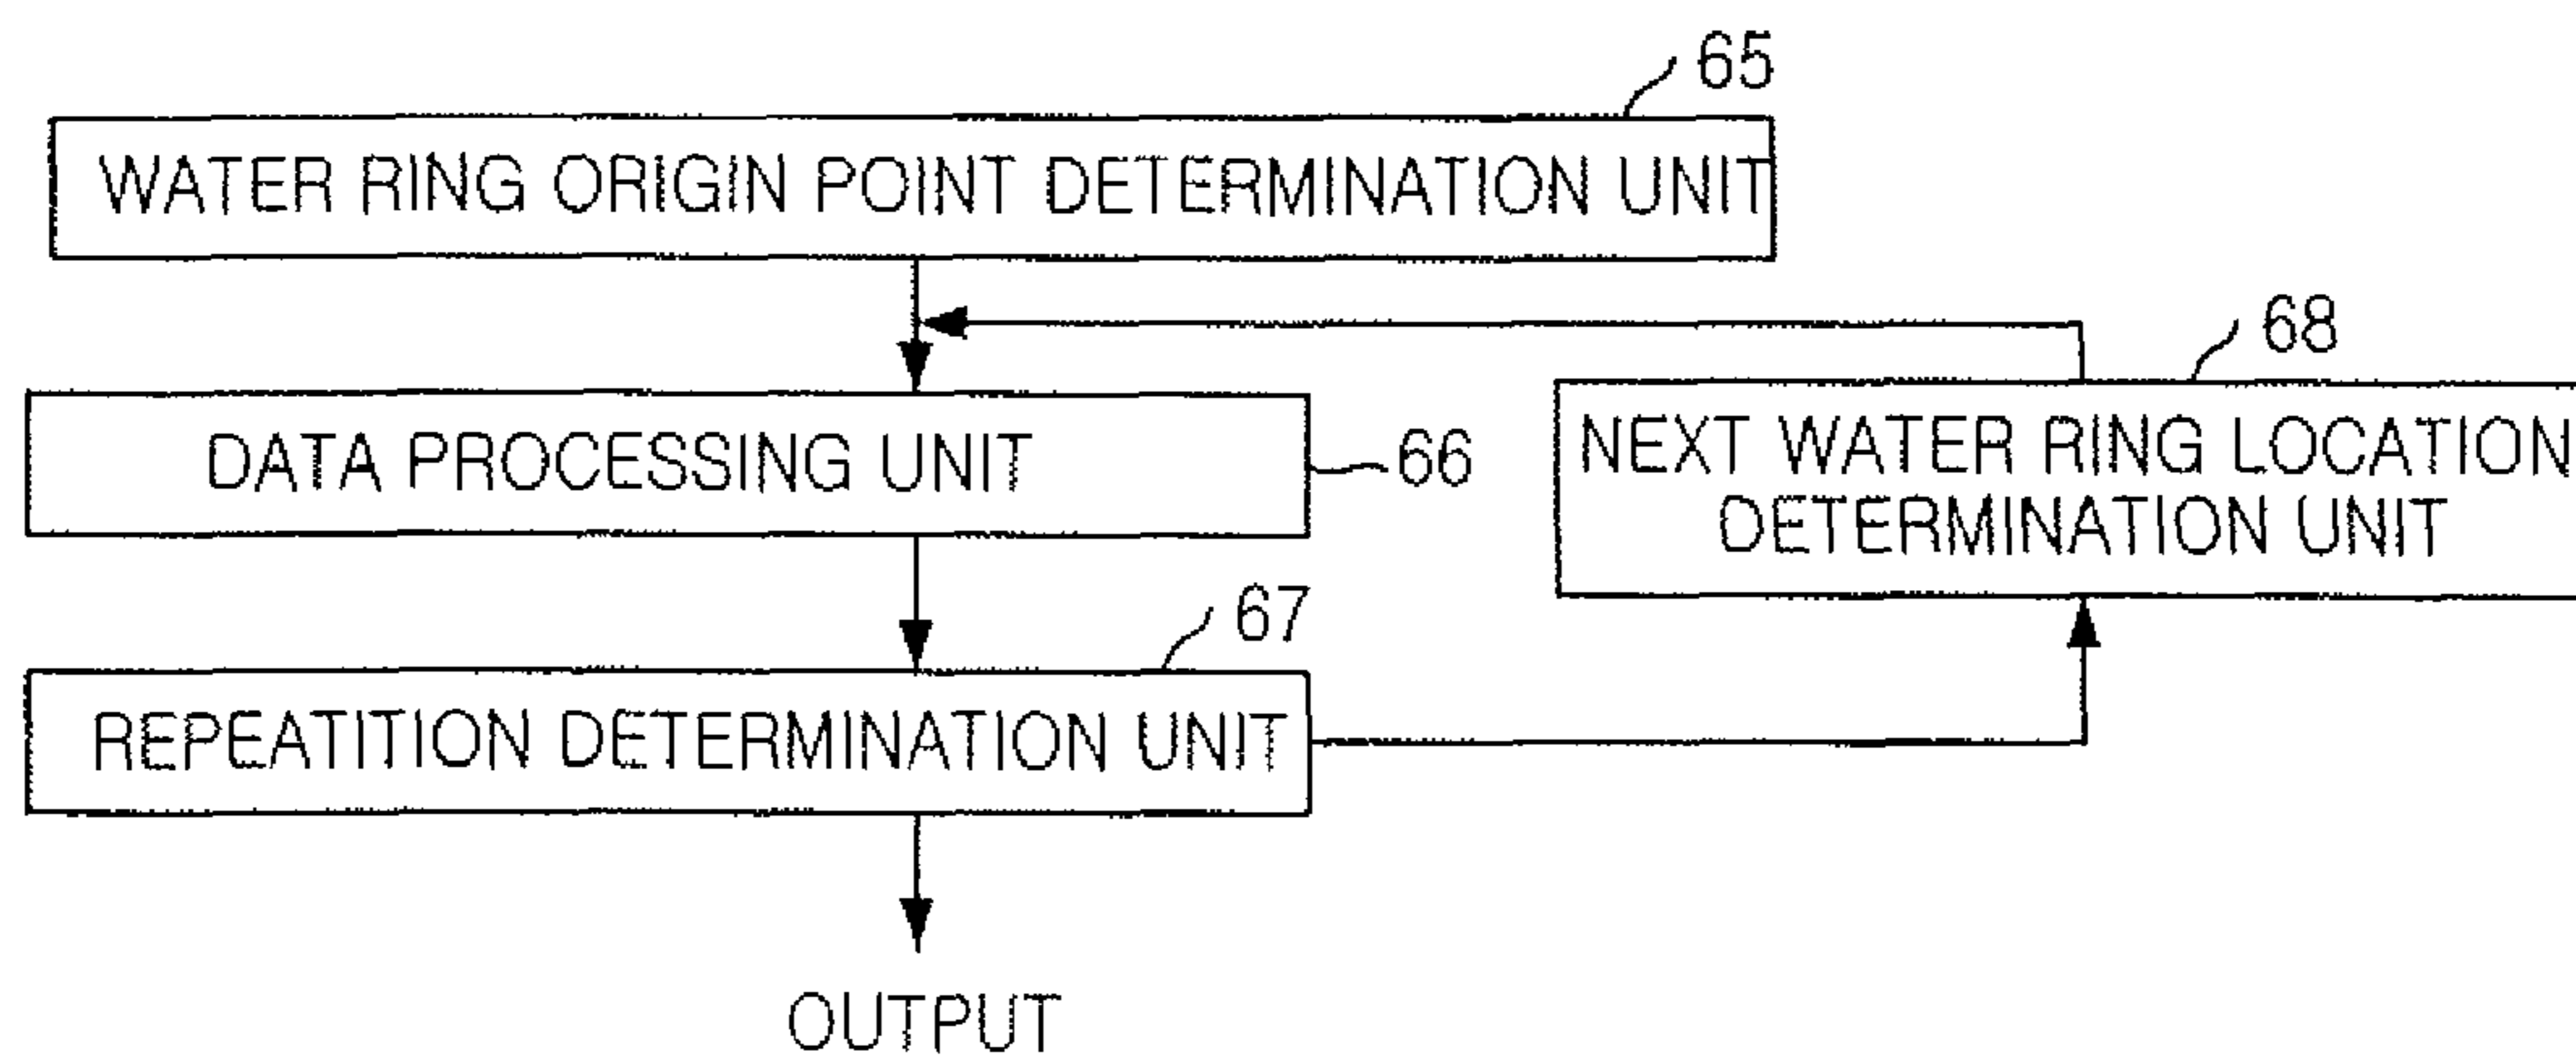 65
WATER RING ORIGIN POINT DETERMINATION UNIT
68
NEXT WATER RING LOCATION
DETERMINATION UNIT
DATA PROCESSING UNIT
66
67
REPEATITION DETERMINATION UNIT
OUTPUT